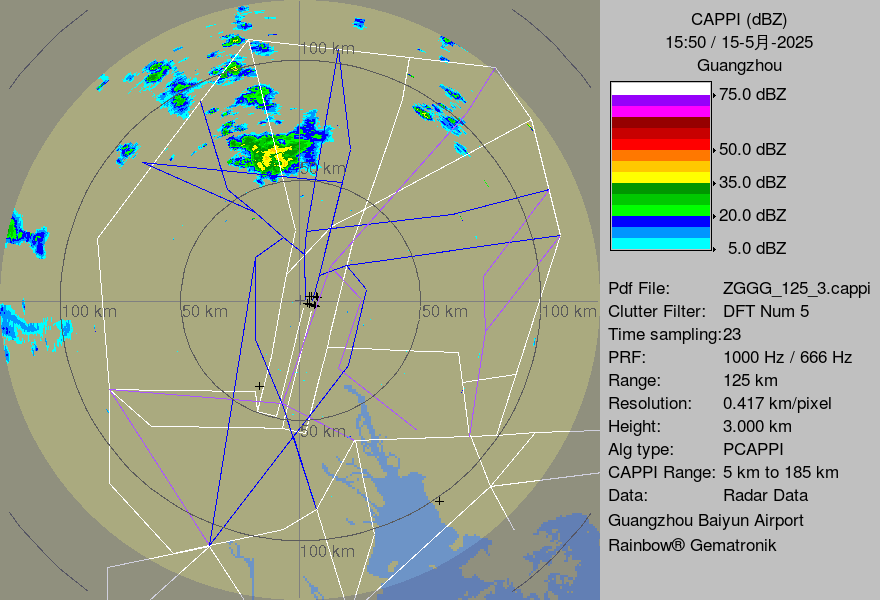 CAPPI (dBZ)
15:50 / 15-5月-2025
Guangzhou
75.0 dBZ
50.0 dBZ
35.0 dBZ
20.0 dBZ
5.0 dBZ
Pdf File: ZGGG_125_3.cappi
Clutter Filter: DFT Num 5
Time sampling:23
PRF: 1000 Hz / 666 Hz
Range: 125 km
Resolution: 0.417 km/pixel
Height: 3.000 km
Alg type: PCAPPI
CAPPI Range: 5 km to 185 km
Data: Radar Data
Guangzhou Baiyun Airport
Rainbow® Gematronik
100 km
50 km
100 km
50 km
50 km
100 km
50 km
100 km